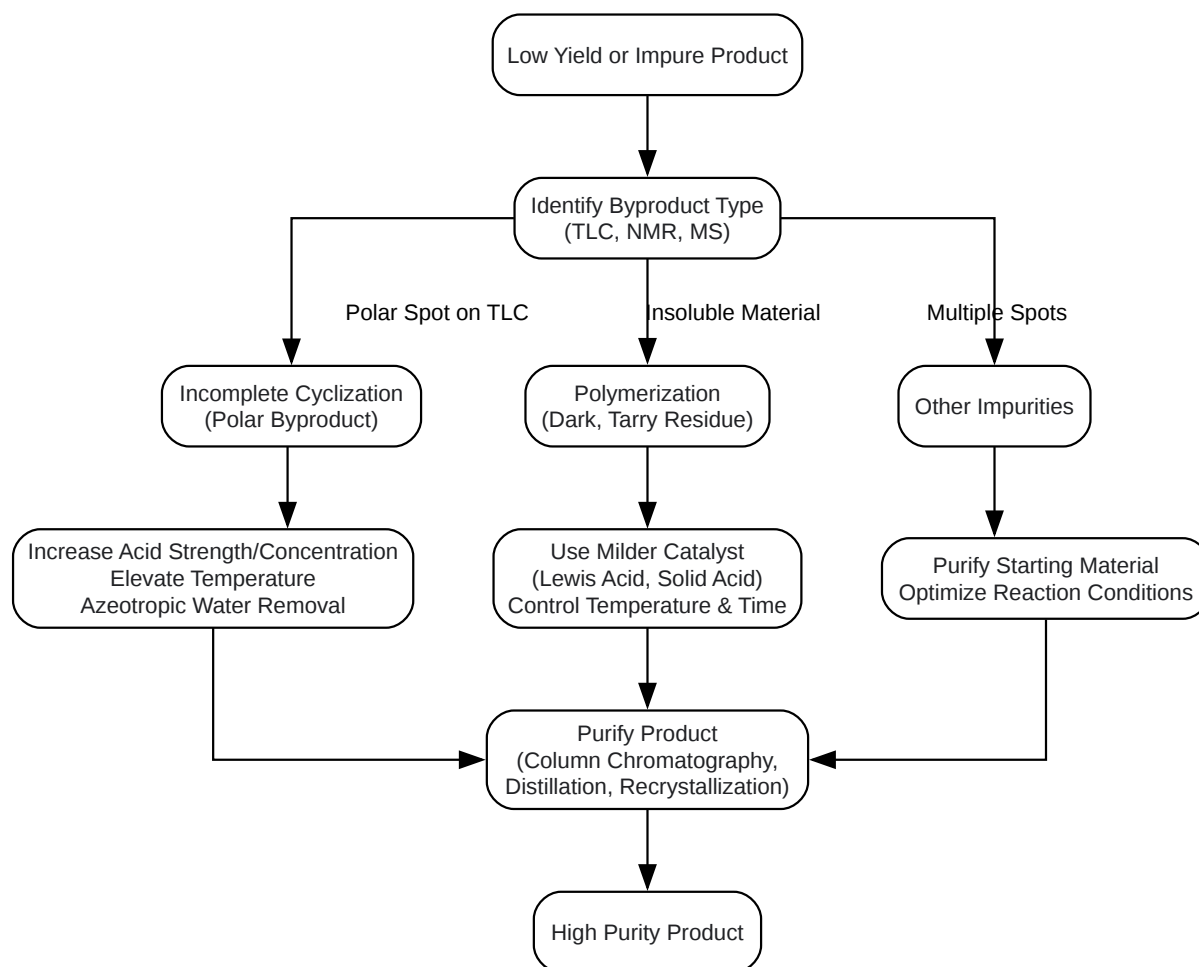 Low Yield or Impure Product
Identify Byproduct Type
(TLC, NMR, MS)
Polar Spot on TLC
Insoluble Material
Multiple Spots
Incomplete Cyclization
(Polar Byproduct)
Polymerization
(Dark, Tarry Residue)
Other Impurities
Increase Acid Strength/Concentration
Elevate Temperature
Azeotropic Water Removal
Use Milder Catalyst
(Lewis Acid, Solid Acid)
Control Temperature & Time
Purify Starting Material
Optimize Reaction Conditions
Purify Product
(Column Chromatography,
Distillation, Recrystallization)
High Purity Product